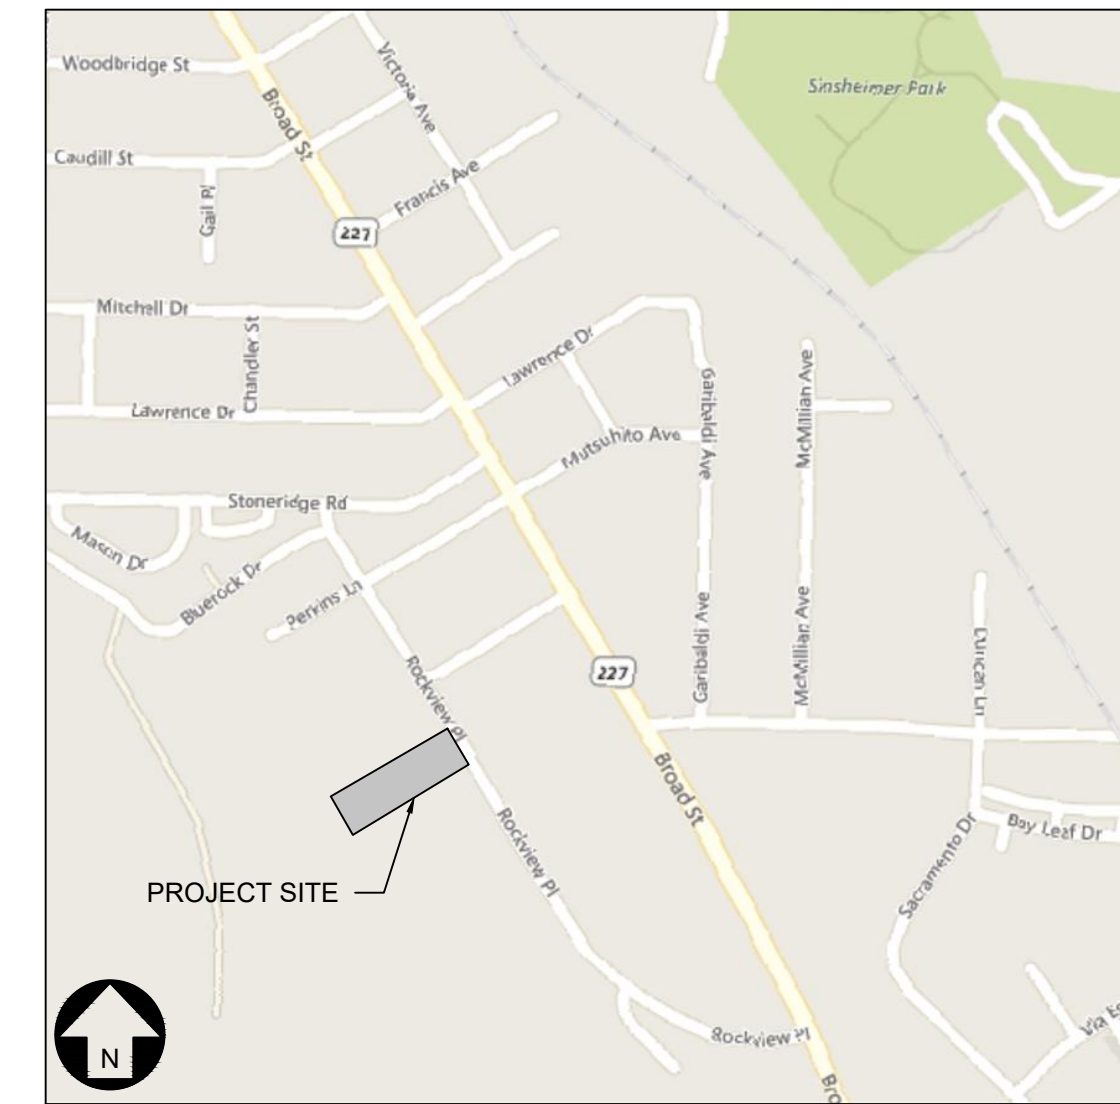 Woodbridge St
Victoria Ave
Sinsheimer Park
Broad St
Caudill St
Francis Ave
Gail Pl
227
Mitchell Dr
Chandler St
Lawrence Dr
Lawrence Dr
Garibaldi Ave
McMillian Ave
Mutsuhito Ave
Stoneridge Rd
Mason Dr
Bluerock Dr
Perkins Ln
Garibaldi Ave
McMillian Ave
Duncan Ln
Rockview Pl
227
Broad St
Rockview Pl
Bay Leaf Dr
Sacramento Dr
PROJECT SITE
N
Rockview Pl
Via Es
Bro